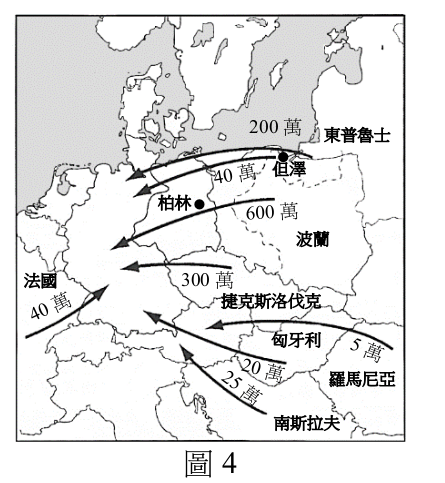 200 萬
東普魯士
40 萬
但澤
柏林
600 萬
波蘭
法國
40 萬
300 萬
捷克斯洛伐克
匈牙利
5 萬
20 萬
羅馬尼亞
25 萬
南斯拉夫
圖 4